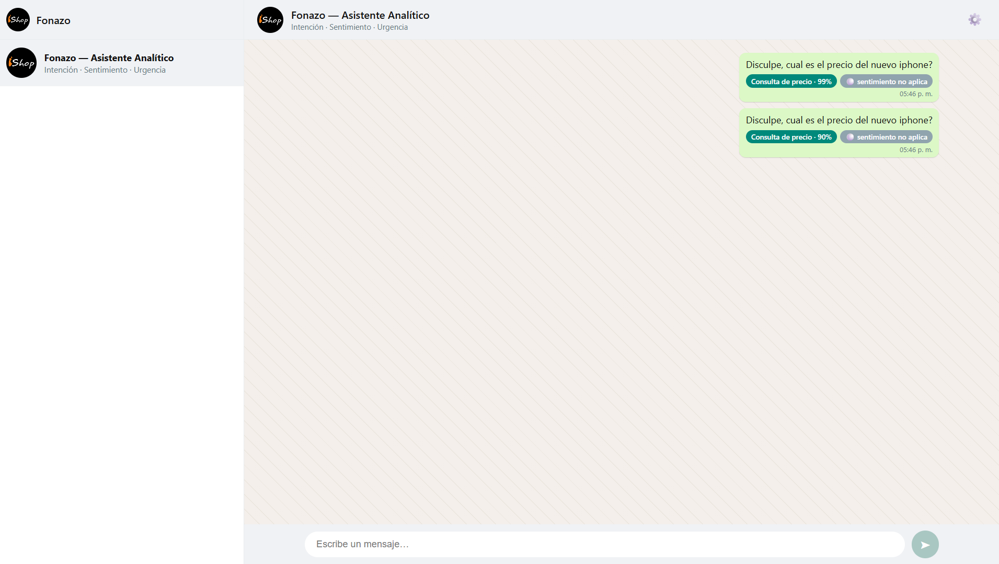 iShop
Fonazo
iShop
Fonazo — Asistente Analítico
Intención · Sentimiento · Urgencia
iShop
Fonazo — Asistente Analítico
Intención · Sentimiento · Urgencia
Disculpe, cual es el precio del nuevo iphone?
Consulta de precio · 99% sentimiento no aplica
05:46 p. m.
Disculpe, cual es el precio del nuevo iphone?
Consulta de precio · 90% sentimiento no aplica
05:46 p. m.
Escribe un mensaje…